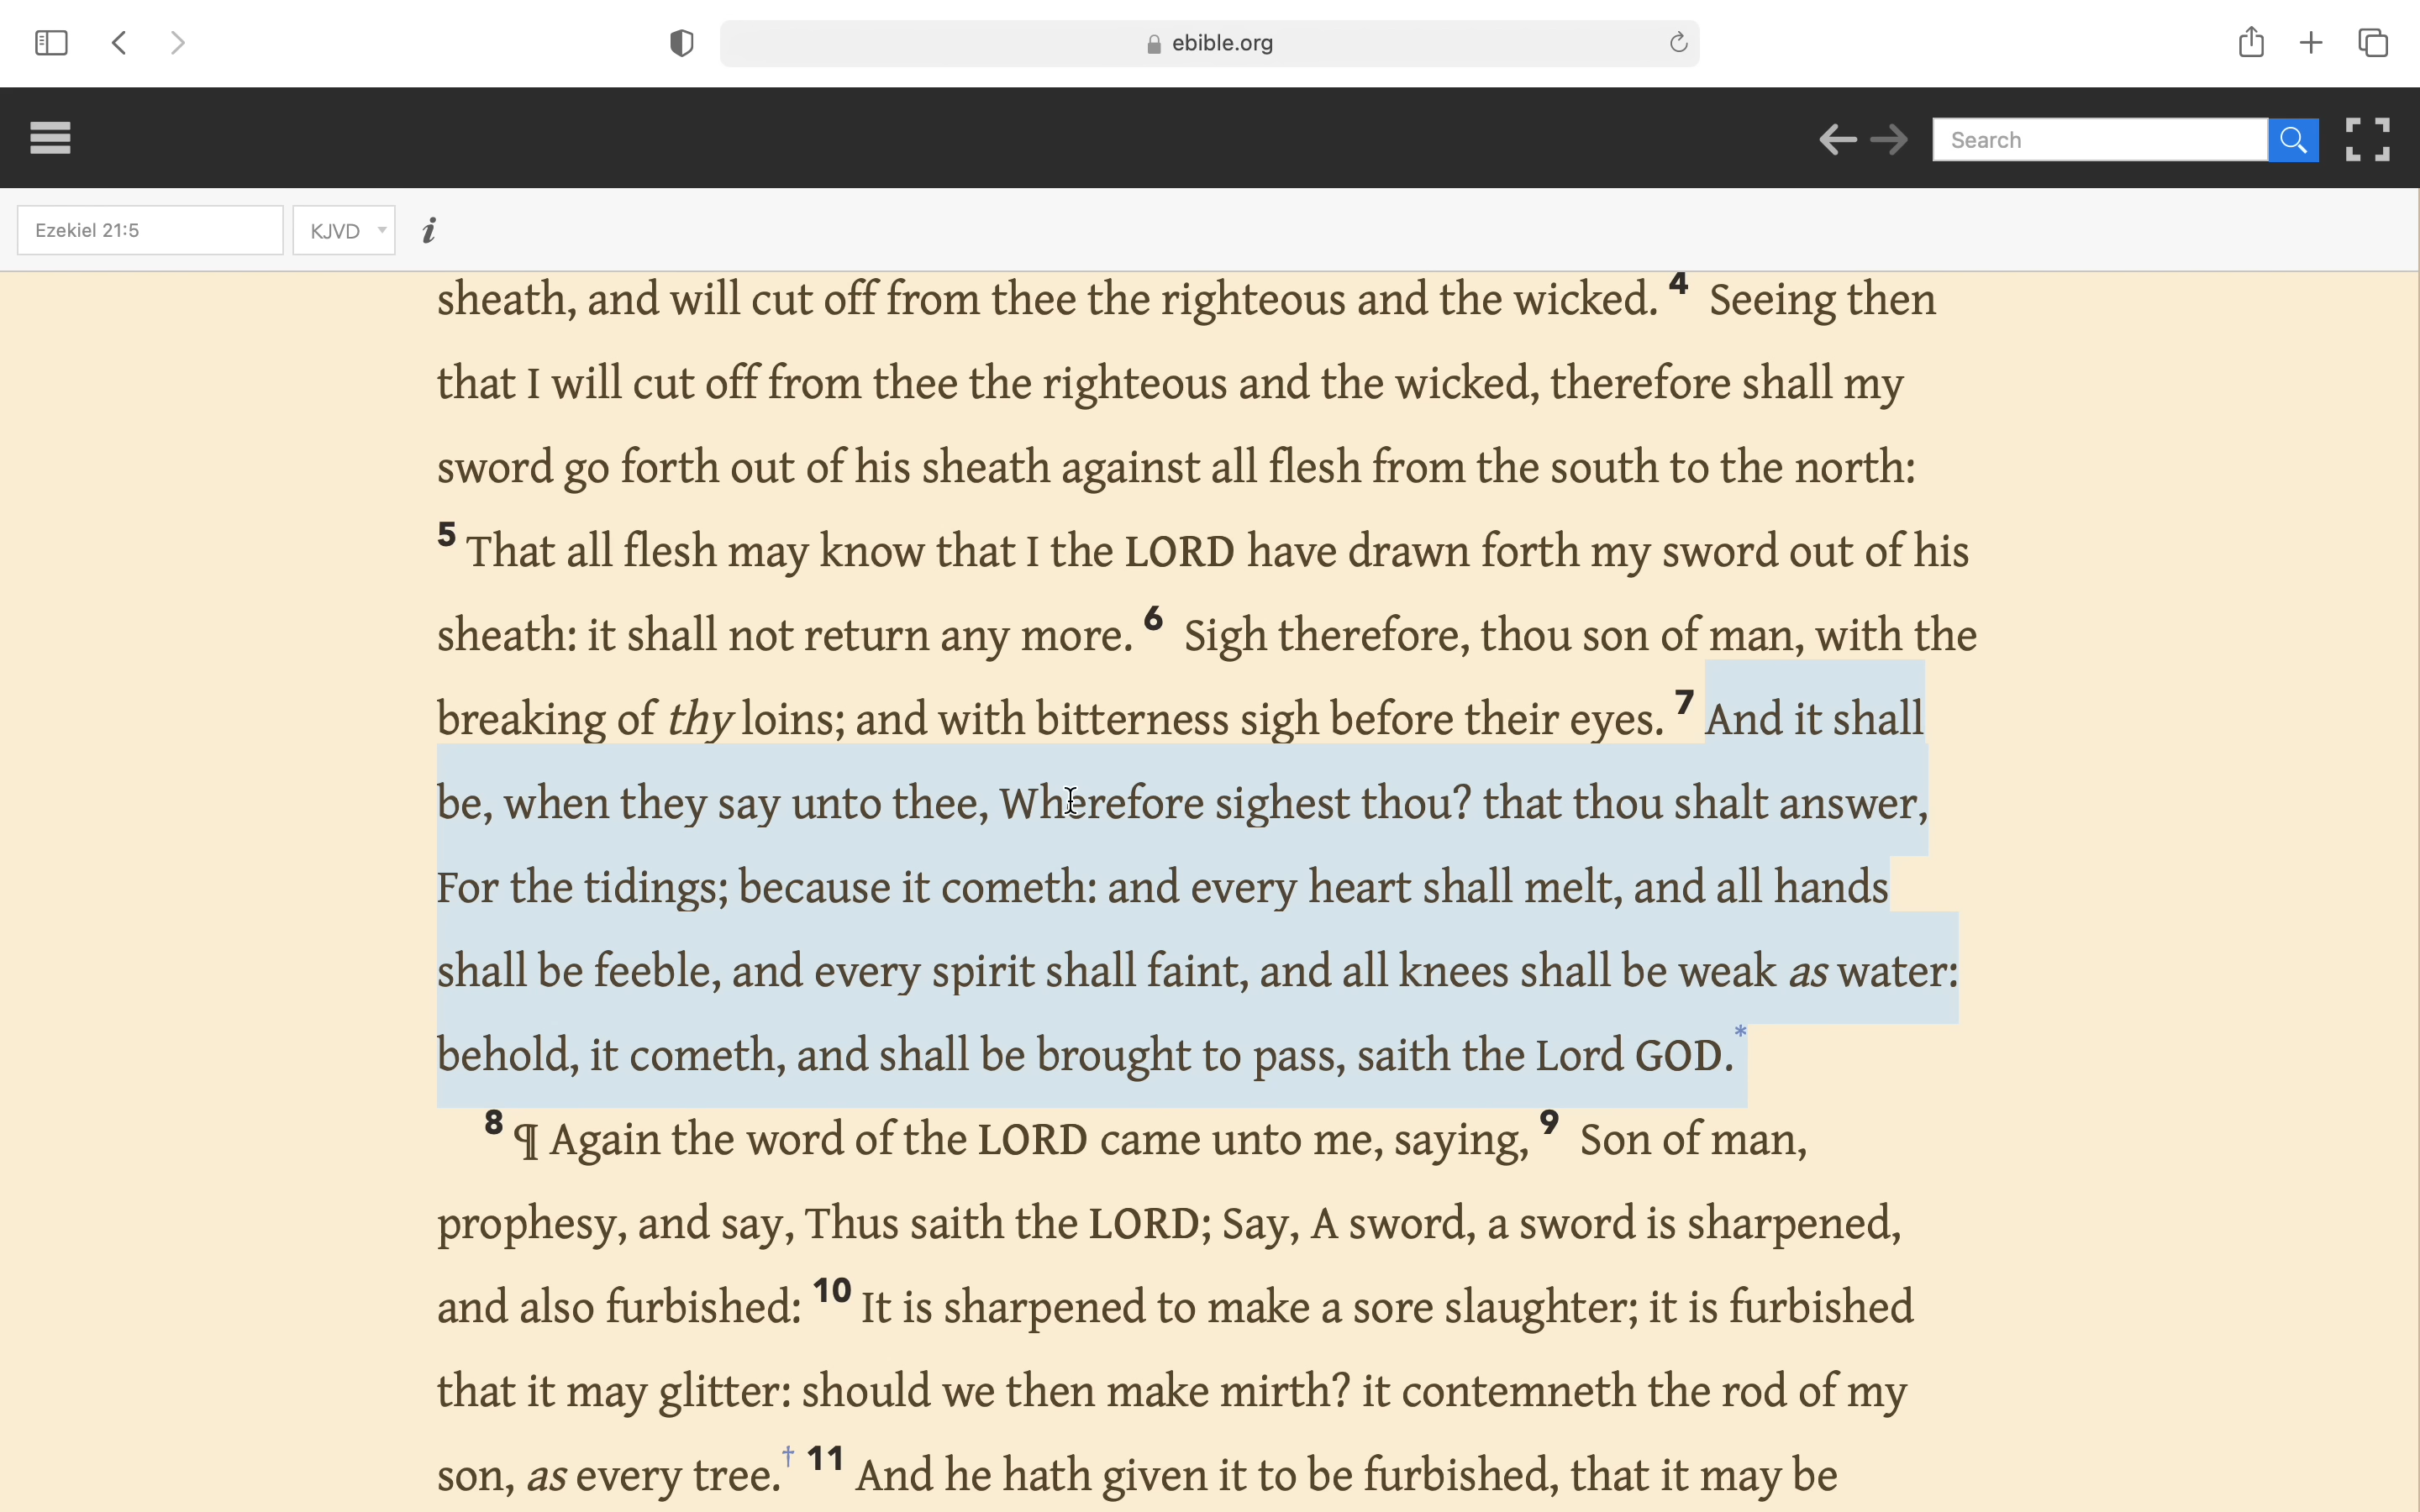 ebible.org
Search
Ezekiel 21:5
KJVD
i
sheath, and will cut off from thee the righteous and the wicked. 4 Seeing then
that I will cut off from thee the righteous and the wicked, therefore shall my
sword go forth out of his sheath against all flesh from the south to the north:
5 That all flesh may know that I the LORD have drawn forth my sword out of his
sheath: it shall not return any more. 6 Sigh therefore, thou son of man, with the
breaking of thy loins; and with bitterness sigh before their eyes. 7 And it shall
be, when they say unto thee, Wherefore sighest thou? that thou shalt answer,
For the tidings; because it cometh: and every heart shall melt, and all hands
shall be feeble, and every spirit shall faint, and all knees shall be weak as water:
behold, it cometh, and shall be brought to pass, saith the Lord GOD.*
8 ¶ Again the word of the LORD came unto me, saying, 9 Son of man,
prophesy, and say, Thus saith the LORD; Say, A sword, a sword is sharpened,
and also furbished: 10 It is sharpened to make a sore slaughter; it is furbished
that it may glitter: should we then make mirth? it contemneth the rod of my
son, as every tree.† 11 And he hath given it to be furbished, that it may be